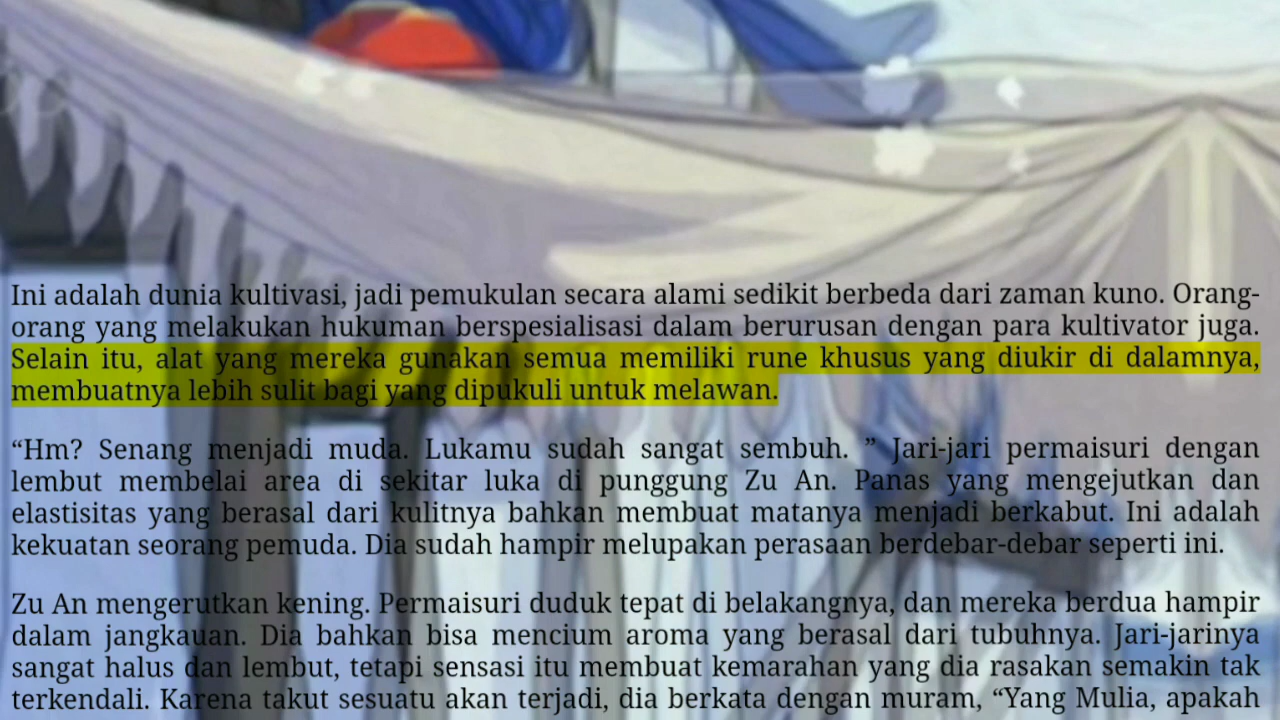 Ini adalah dunia kultivasi, jadi pemukulan secara alami sedikit berbeda dari zaman kuno. Orang-
orang yang melakukan hukuman berspesialisasi dalam berurusan dengan para kultivator juga.
Selain itu, alat yang mereka gunakan semua memiliki rune khusus yang diukir di dalamnya,
membuatnya lebih sulit bagi yang dipukuli untuk melawan.
“Hm? Senang menjadi muda. Lukamu sudah sangat sembuh. ” Jari-jari permaisuri dengan
lembut membelai area di sekitar luka di punggung Zu An. Panas yang mengejutkan dan
elastisitas yang berasal dari kulitnya bahkan membuat matanya menjadi berkabut. Ini adalah
kekuatan seorang pemuda. Dia sudah hampir melupakan perasaan berdebar-debar seperti ini.
Zu An mengerutkan kening. Permaisuri duduk tepat di belakangnya, dan mereka berdua hampir
dalam jangkauan. Dia bahkan bisa mencium aroma yang berasal dari tubuhnya. Jari-jarinya
sangat halus dan lembut, tetapi sensasi itu membuat kemarahan yang dia rasakan semakin tak
terkendali. Karena takut sesuatu akan terjadi, dia berkata dengan muram, “Yang Mulia, apakah